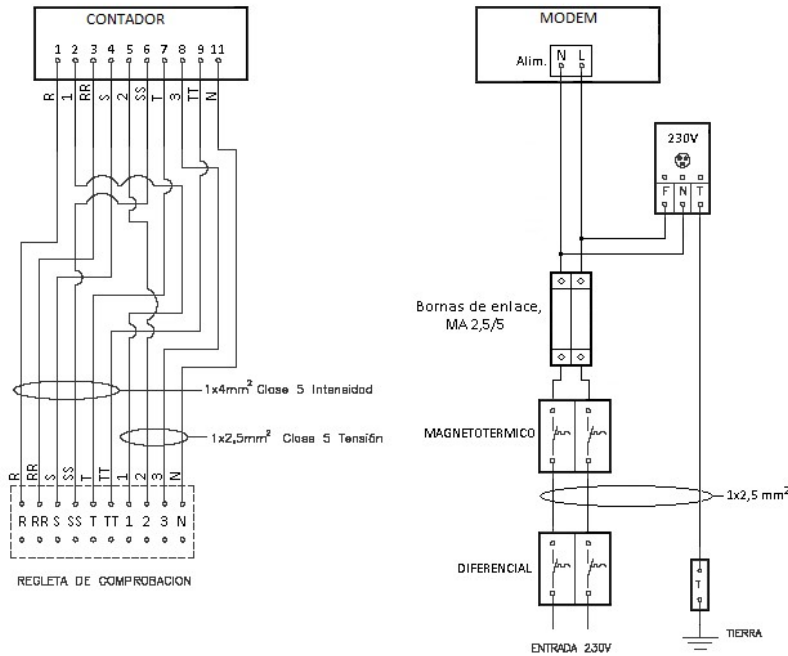 CONTADOR
1 2 3 4 5 6 7 8 9 11
R 1 RR S 2 SS T 3 TT N
1x4mm² Clase 5 Intensidad
1x2,5mm² Clase 5 Tensión
R RR S SS T TT 1 2 3 N
R RR S SS T TT 1 2 3 N
REGLETA DE COMPROBACION
MODEM
Alim. N L
230V
F N T
Bornas de enlace,
MA 2,5/5
MAGNETOTERMICO
1x2,5 mm²
DIFERENCIAL
T
TIERRA
ENTRADA 230V